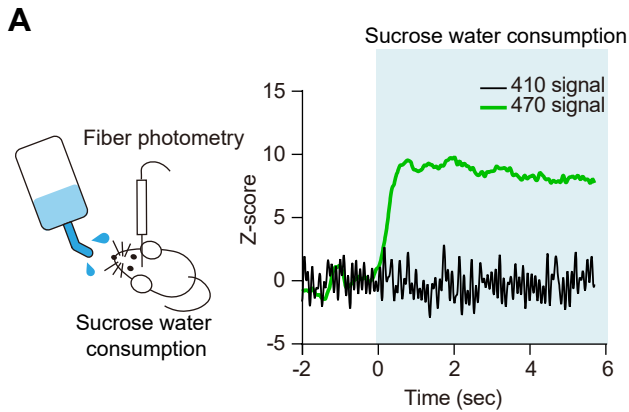 A
Sucrose water consumption
Fiber photometry
Sucrose water
consumption
410 signal
470 signal
15
10
5
0
-5
Z-score
-2
0
2
4
6
Time (sec)